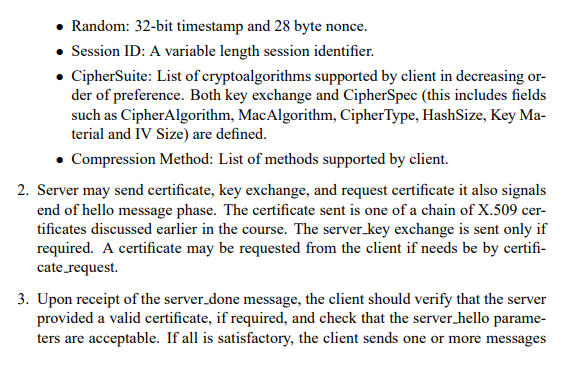 • Random: 32-bit timestamp and 28 byte nonce.
• Session ID: A variable length session identifier.
• CipherSuite: List of cryptoalgorithms supported by client in decreasing or-
der of preference. Both key exchange and CipherSpec (this includes fields
such as CipherAlgorithm, MacAlgorithm, CipherType, HashSize, Key Ma-
terial and IV Size) are defined.
• Compression Method: List of methods supported by client.
2. Server may send certificate, key exchange, and request certificate it also signals
end of hello message phase. The certificate sent is one of a chain of X.509 cer-
tificates discussed earlier in the course. The server_key exchange is sent only if
required. A certificate may be requested from the client if needs be by certifi-
cate_request.
3. Upon receipt of the server_done message, the client should verify that the server
provided a valid certificate, if required, and check that the server_hello parame-
ters are acceptable. If all is satisfactory, the client sends one or more messages